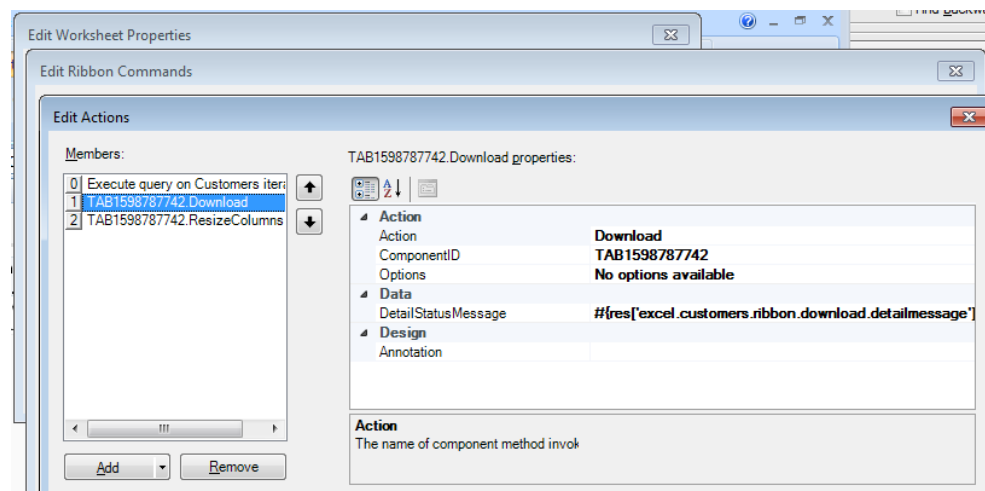 Find Backw
Edit Worksheet Properties
Edit Ribbon Commands
Edit Actions
Members:
TAB1598787742.Download properties:
0 Execute query on Customers itera
1 TAB1598787742.Download
2 TAB1598787742.ResizeColumns
Action
Action Download
ComponentID TAB1598787742
Options No options available
Data
DetailStatusMessage #{res['excel.customers.ribbon.download.detailmessage']
Design
Annotation
Action
The name of component method invok
Add
Remove